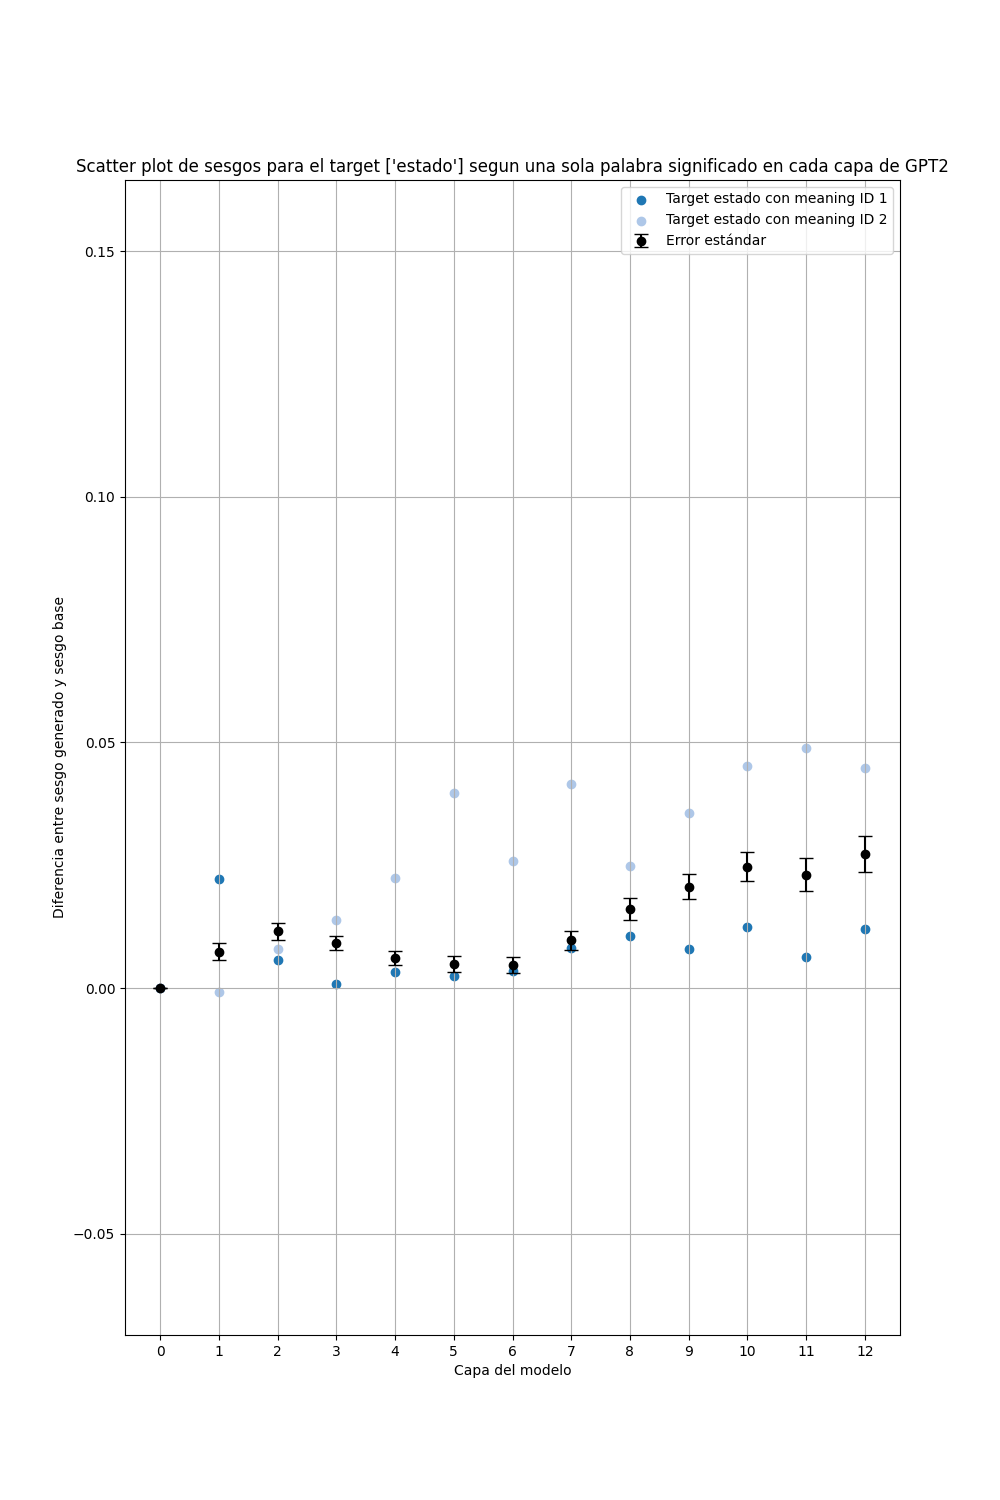 Scatter plot de sesgos para el target ['estado'] segun una sola palabra significado en cada capa de GPT2
Target estado con meaning ID 1
Target estado con meaning ID 2
Error estándar
0.15
0.10
0.05
0.00
−0.05
Diferencia entre sesgo generado y sesgo base
0 1 2 3 4 5 6 7 8 9 10 11 12
Capa del modelo